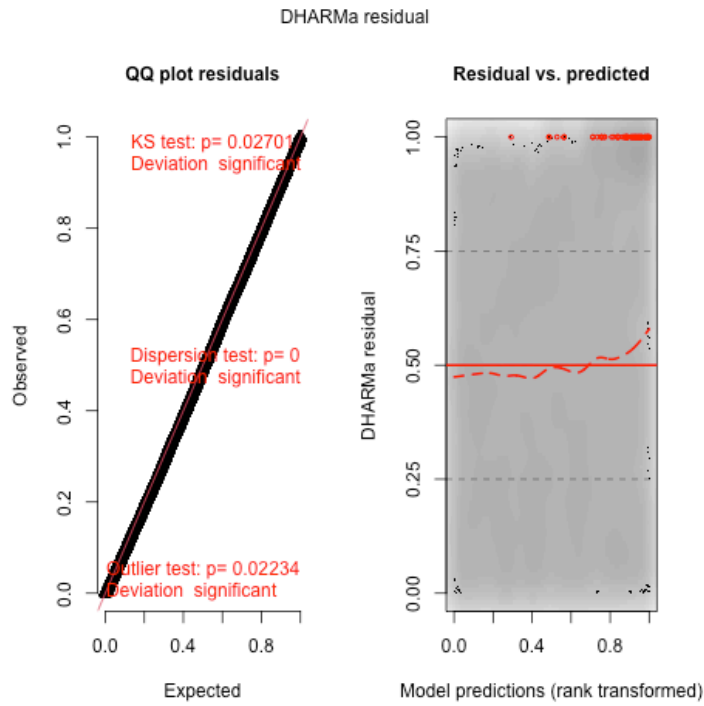 DHARMa residual
QQ plot residuals
KS test: p= 0.02701
Deviation significant
Dispersion test: p= 0
Deviation significant
Outlier test: p= 0.02234
Deviation significant
Observed
0.0
0.2
0.4
0.6
0.8
1.0
0.0
0.4
0.8
Expected
Residual vs. predicted
DHARMa residual
0.00
0.25
0.50
0.75
1.00
0.0
0.4
0.8
Model predictions (rank transformed)